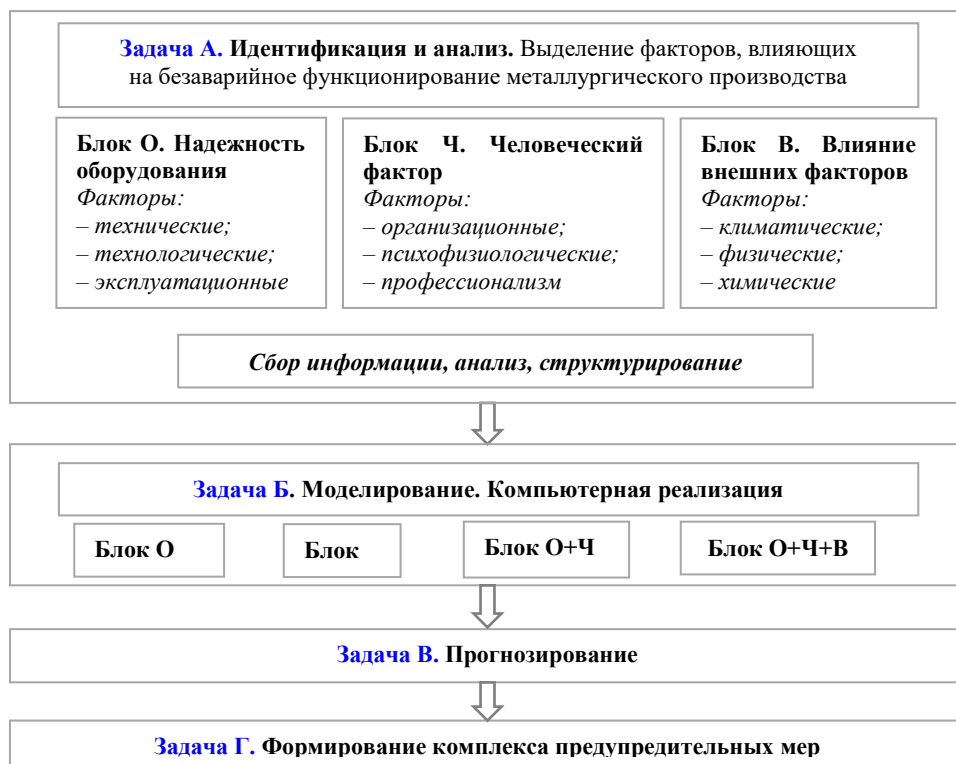 Задача А. Идентификация и анализ. Выделение факторов, влияющих
на безаварийное функционирование металлургического производства
Блок О. Надежность
оборудования
Факторы:
– технические;
– технологические;
– эксплуатационные
Блок Ч. Человеческий
фактор
Факторы:
– организационные;
– психофизиологические;
– профессионализм
Блок В. Влияние
внешних факторов
Факторы:
– климатические;
– физические;
– химические
Сбор информации, анализ, структурирование
Задача Б. Моделирование. Компьютерная реализация
Блок О
Блок
Блок О+Ч
Блок О+Ч+В
Задача В. Прогнозирование
Задача Г. Формирование комплекса предупредительных мер